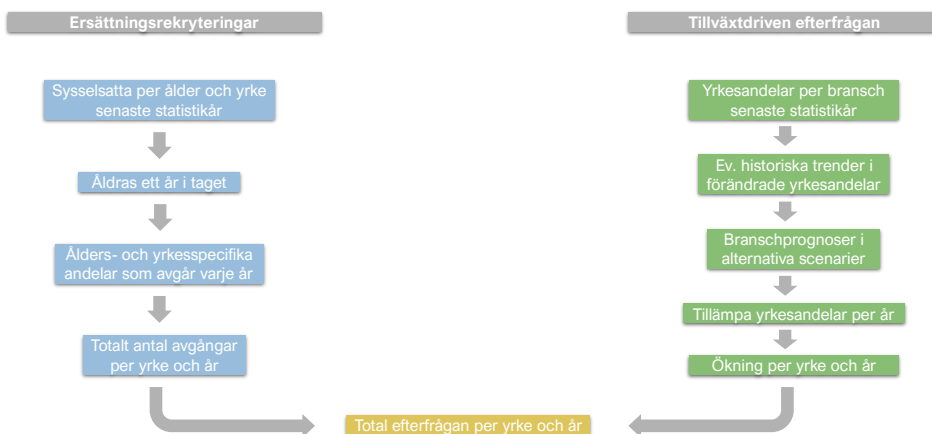 Ersättningsrekryteringar
Sysselsatta per ålder och yrke
senaste statistikår
Åldras ett år i taget
Ålders- och yrkesspecifika
andelar som avgår varje år
Totalt antal avgångar
per yrke och år
Tillväxtdriven efterfrågan
Yrkesandelar per bransch
senaste statistikår
Ev. historiska trender i
förändrade yrkesandelar
Branschprognoser i
alternativa scenarier
Tillämpa yrkesandelar per år
Ökning per yrke och år
Total efterfrågan per yrke och år